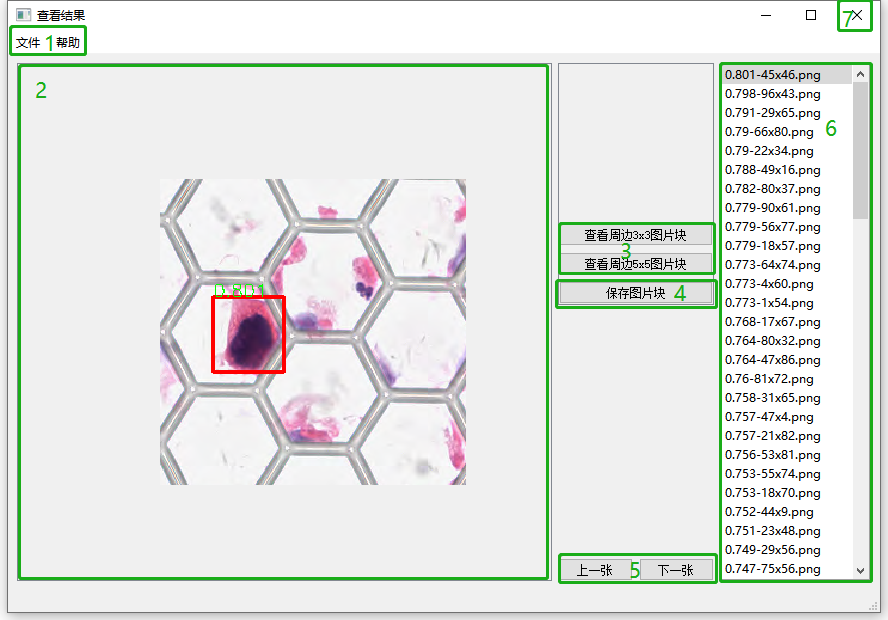 查看结果
7
文件 1 帮助
2
0.801
查看周边3x3图片块
3
查看周边5x5图片块
保存图片块 4
上一张 5 下一张
6
0.801-45x46.png
0.798-96x43.png
0.791-29x65.png
0.79-66x80.png
0.79-22x34.png
0.788-49x16.png
0.782-80x37.png
0.779-90x61.png
0.779-56x77.png
0.779-18x57.png
0.773-64x74.png
0.773-4x60.png
0.773-1x54.png
0.768-17x67.png
0.764-80x32.png
0.764-47x86.png
0.76-81x72.png
0.758-31x65.png
0.757-47x4.png
0.757-21x82.png
0.756-53x81.png
0.753-55x74.png
0.753-18x70.png
0.752-44x9.png
0.751-23x48.png
0.749-29x56.png
0.747-75x56.png